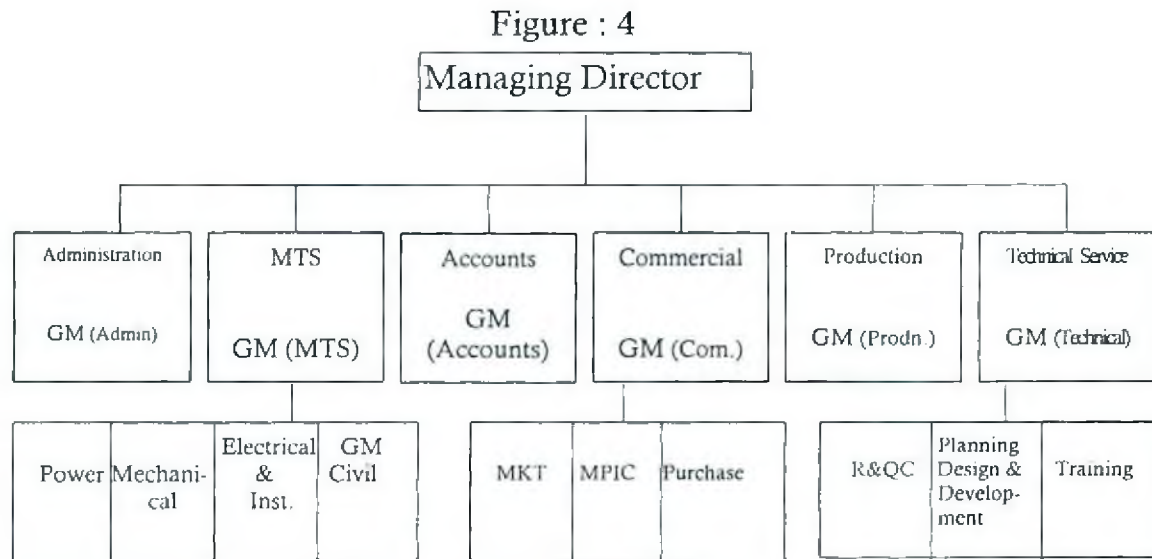 Figure : 4
Managing Director
Administration
GM (Admin)
MTS
GM (MTS)
Accounts
GM
(Accounts)
Commercial
GM (Com.)
Production
GM (Prodn.)
Technical Service
GM (Technical)
Power
Mechani-
cal
Electrical
&
Inst.
GM
Civil
MKT
MPIC
Purchase
R&QC
Planning
Design &
Develop-
ment
Training